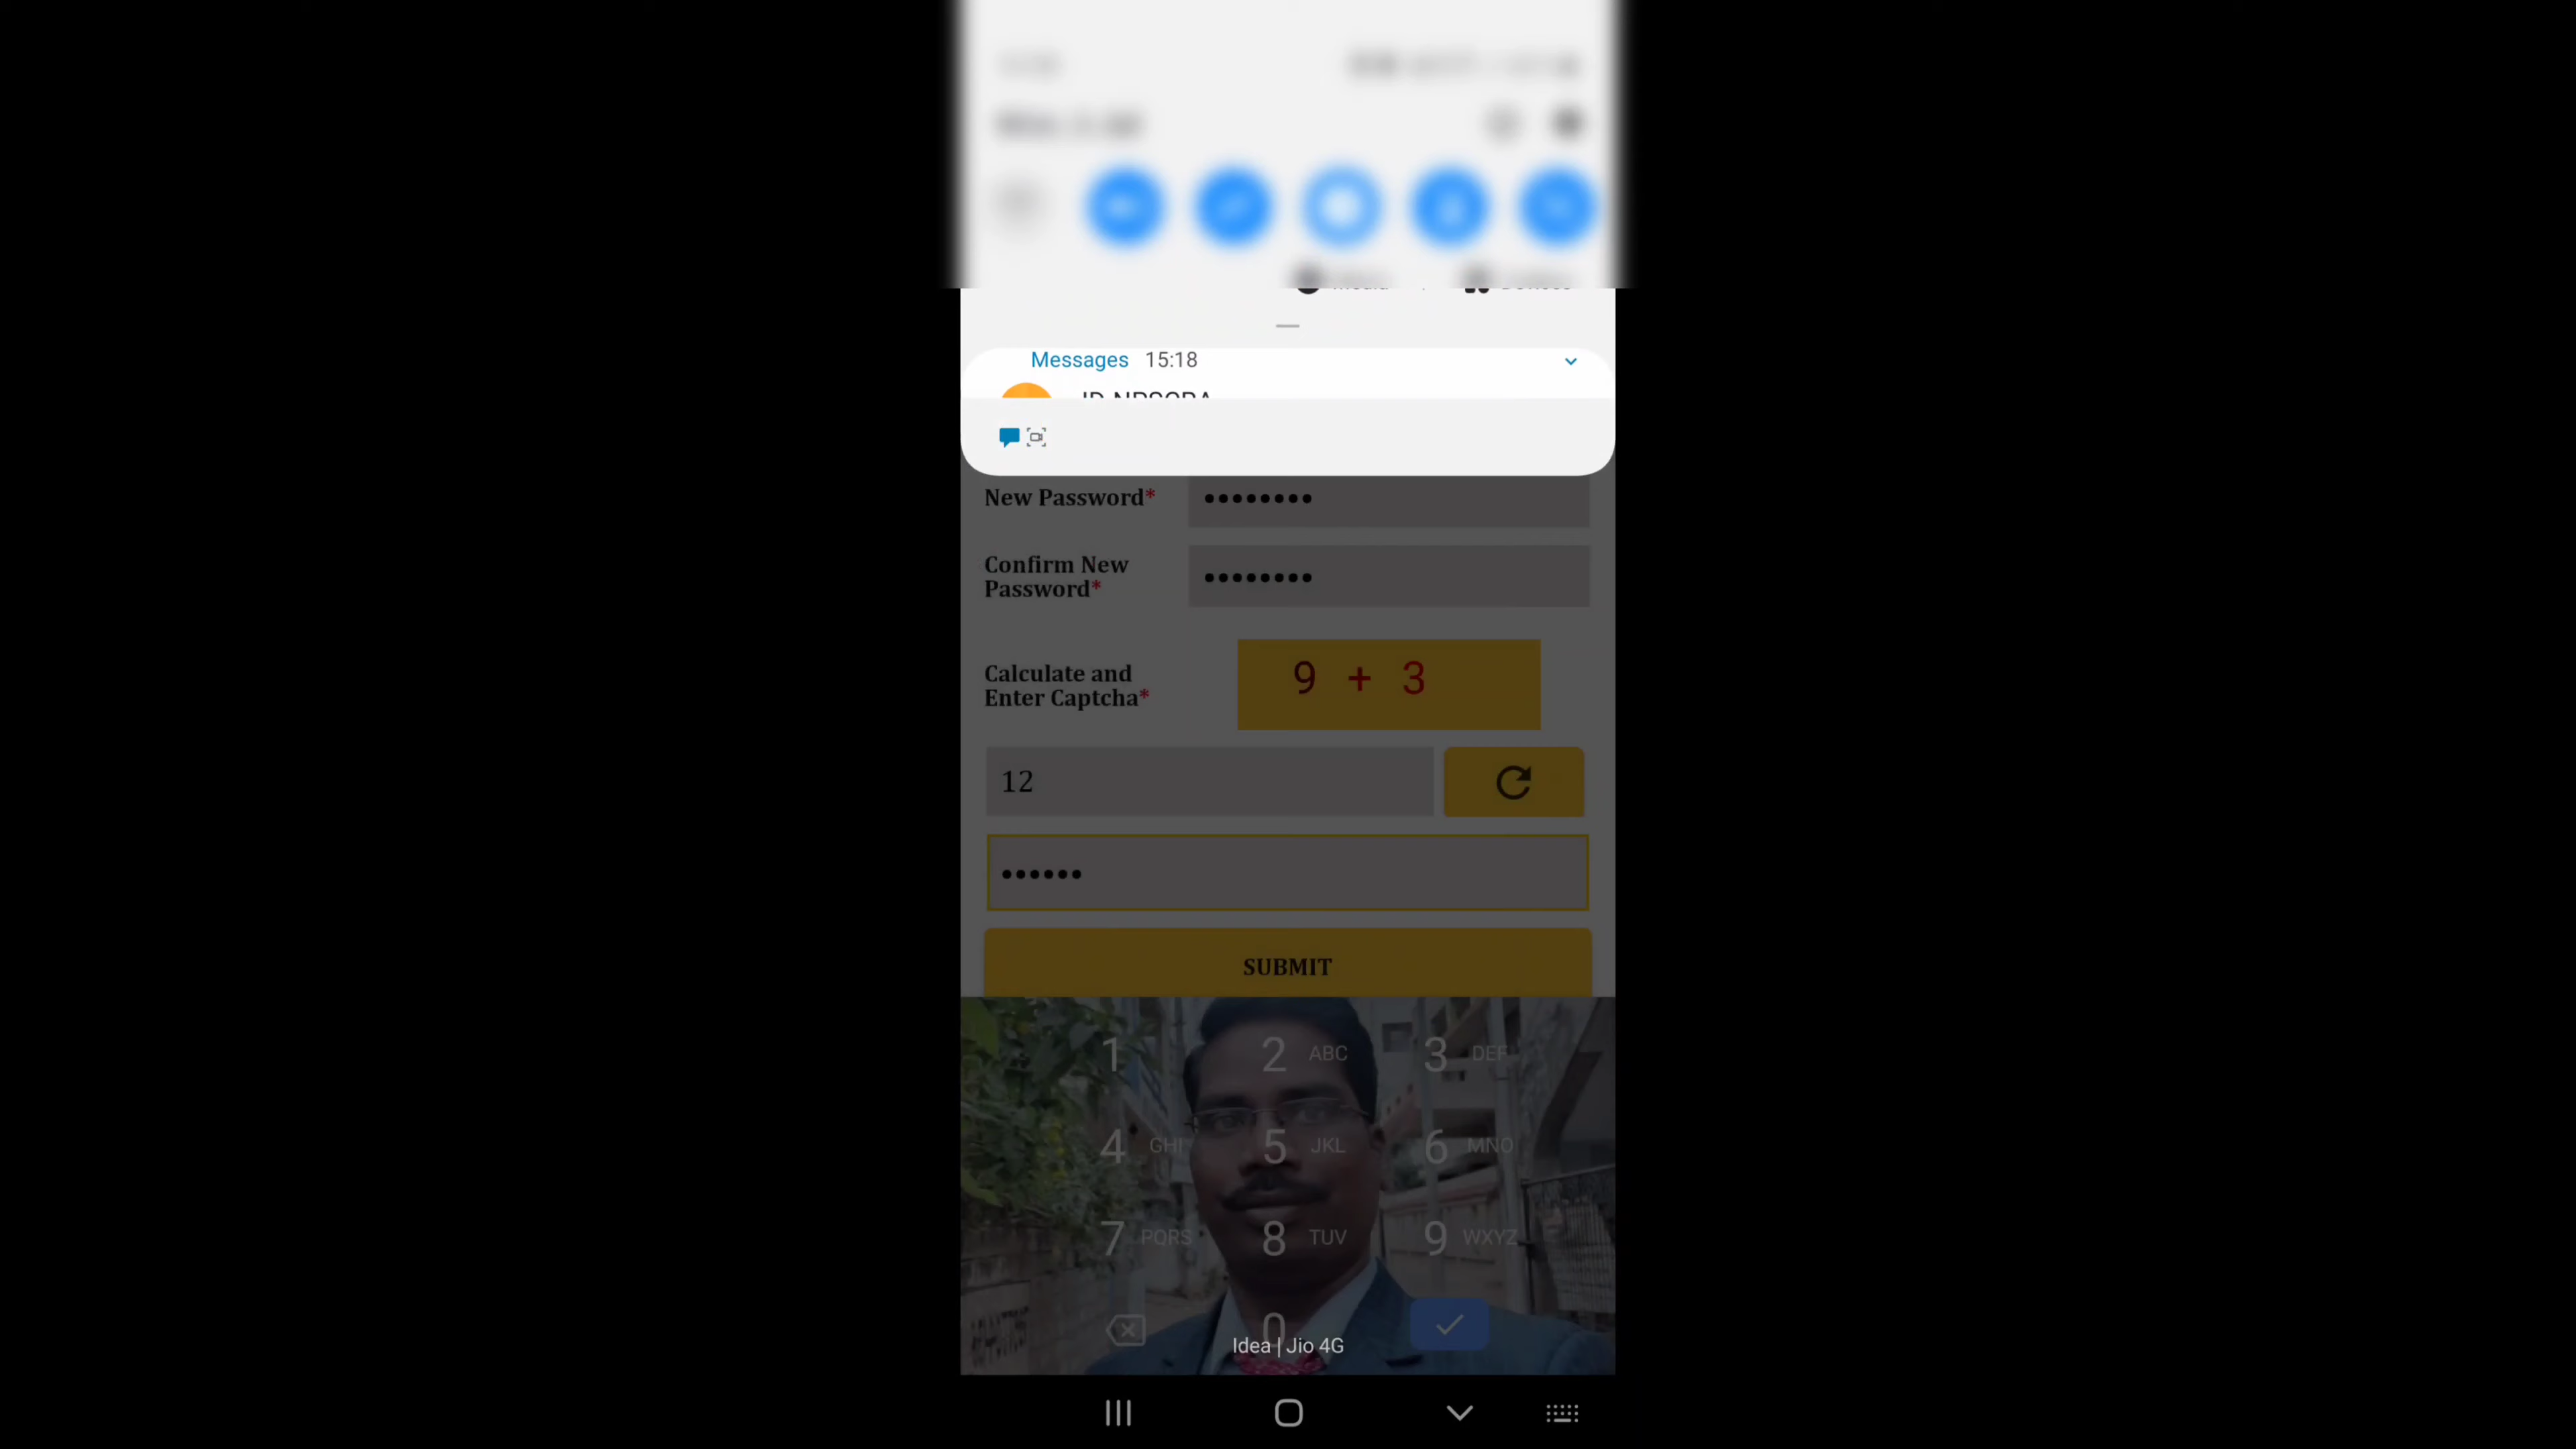 Messages 15:18
New Password* ••••••••
Confirm New
Password* ••••••••
Calculate and
Enter Captcha*
9 + 3
12
••••••
SUBMIT
1 2 ABC 3 DEF
4 GHI 5 JKL 6 MNO
7 PQRS 8 TUV 9 WXYZ
0
Idea | Jio 4G